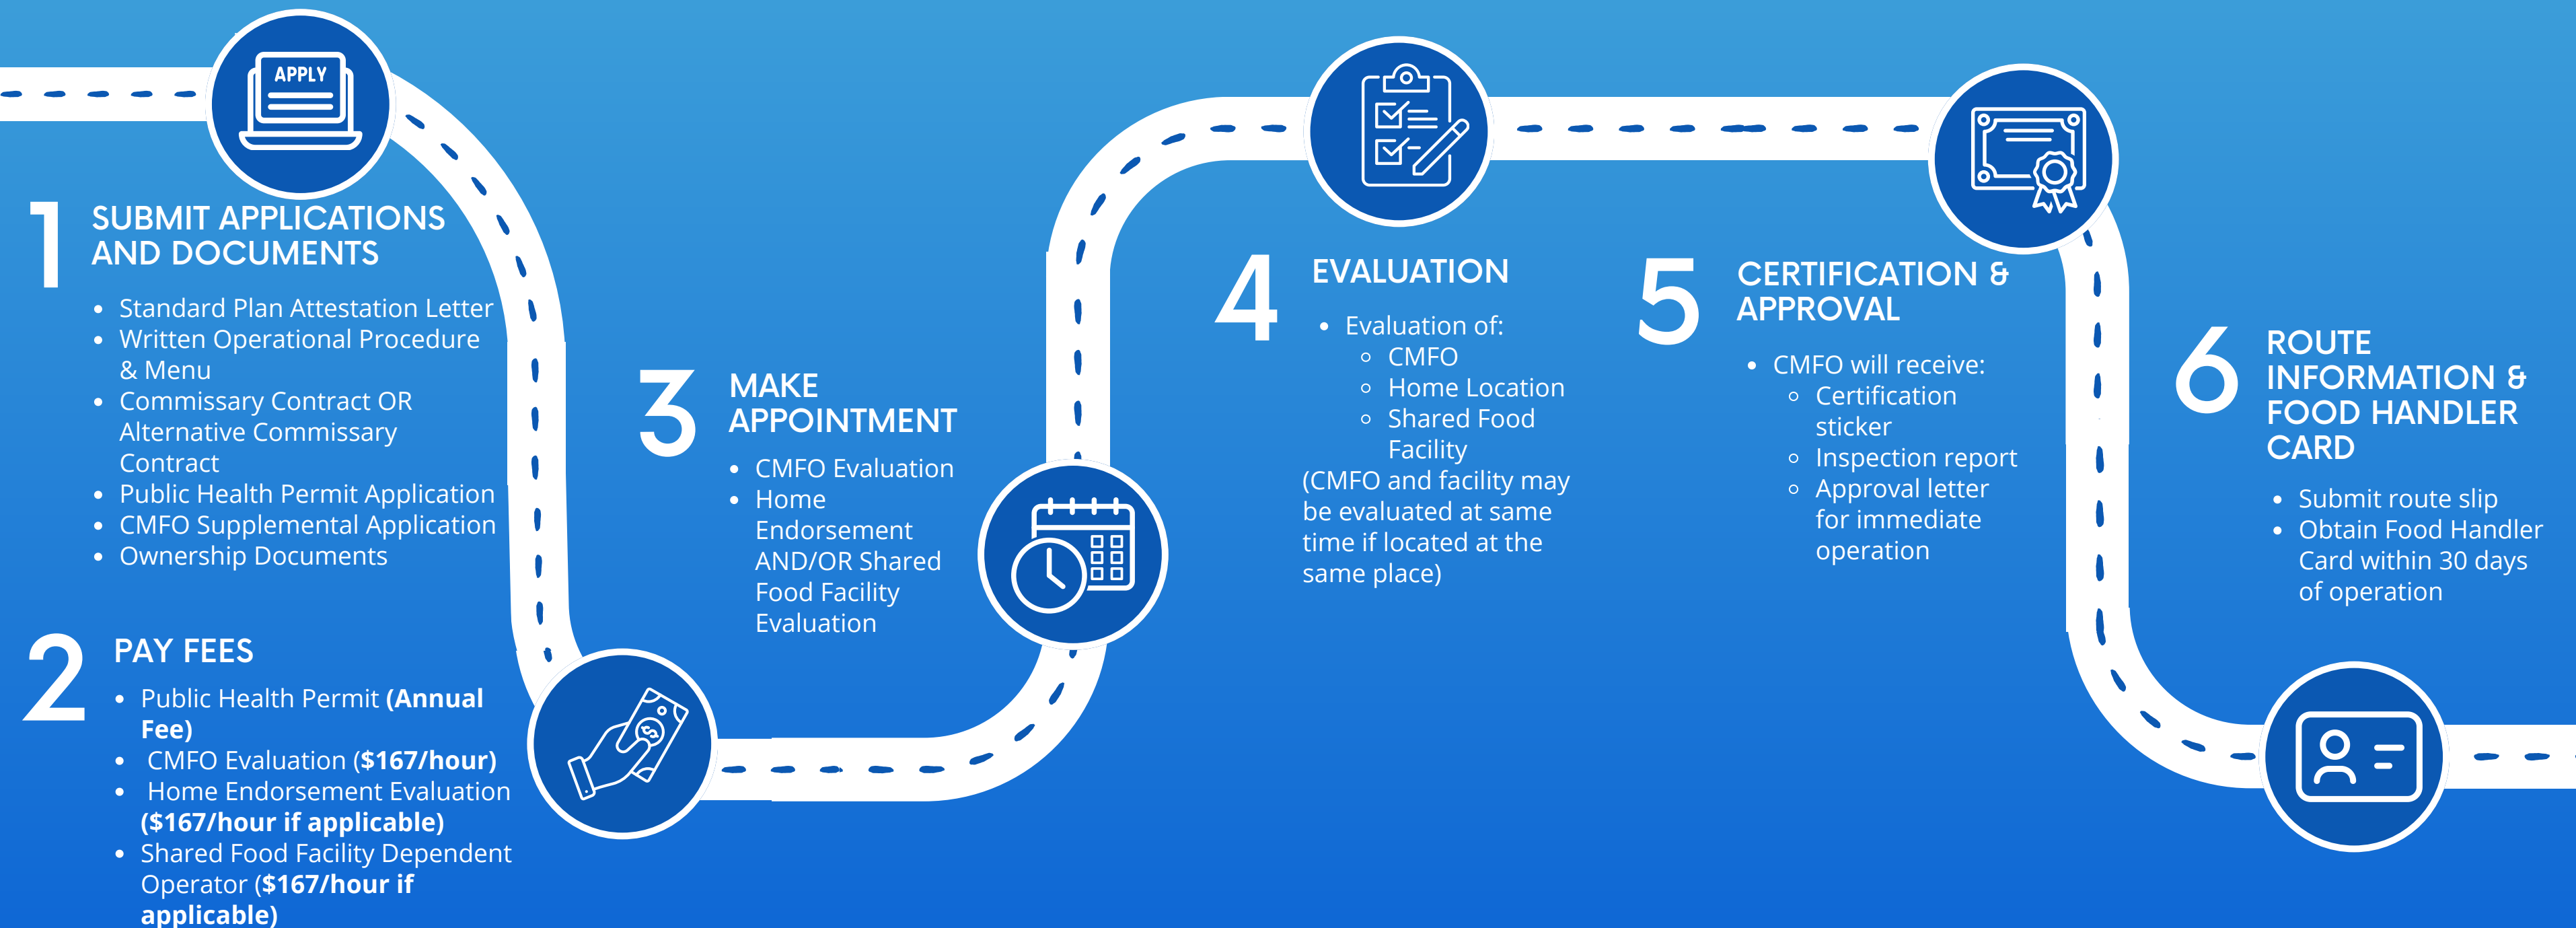 APPLY
1
SUBMIT APPLICATIONS
AND DOCUMENTS
• Standard Plan Attestation Letter
• Written Operational Procedure
& Menu
• Commissary Contract OR
Alternative Commissary
Contract
• Public Health Permit Application
• CMFO Supplemental Application
• Ownership Documents
2
PAY FEES
• Public Health Permit (Annual
Fee)
• CMFO Evaluation ($167/hour)
• Home Endorsement Evaluation
($167/hour if applicable)
• Shared Food Facility Dependent
Operator ($167/hour if
applicable)
3
MAKE
APPOINTMENT
• CMFO Evaluation
• Home
Endorsement
AND/OR Shared
Food Facility
Evaluation
4
EVALUATION
• Evaluation of:
◦ CMFO
◦ Home Location
◦ Shared Food
Facility
(CMFO and facility may
be evaluated at same
time if located at the
same place)
5
CERTIFICATION &
APPROVAL
• CMFO will receive:
◦ Certification
sticker
◦ Inspection report
◦ Approval letter
for immediate
operation
6
ROUTE
INFORMATION &
FOOD HANDLER
CARD
• Submit route slip
• Obtain Food Handler
Card within 30 days
of operation
$